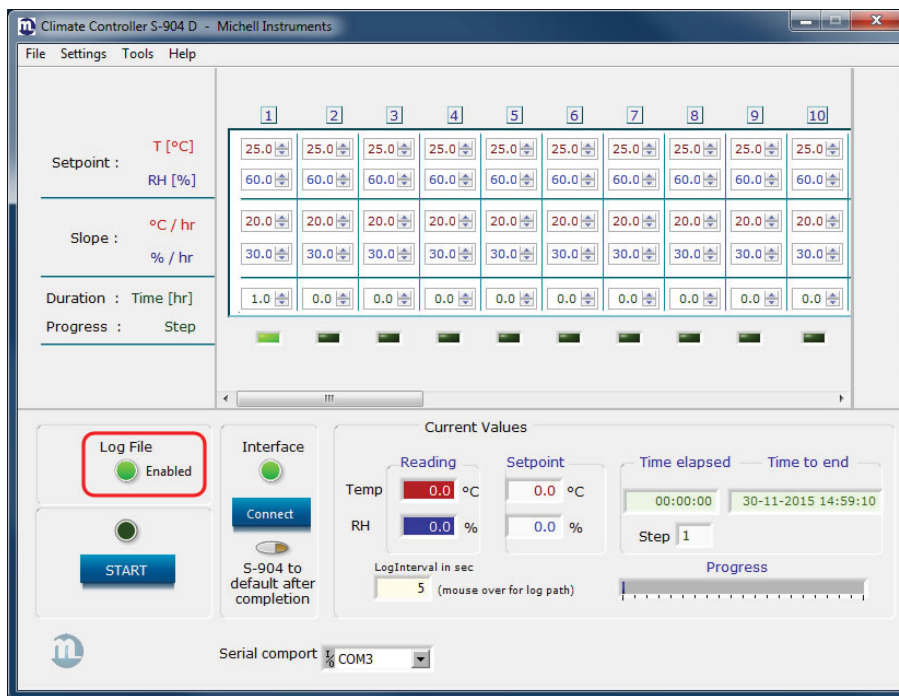 Climate Controller S-904 D - Michell Instruments
File Settings Tools Help
1 2 3 4 5 6 7 8 9 10
Setpoint :
T [°C] 25.0 25.0 25.0 25.0 25.0 25.0 25.0 25.0 25.0 25.0
RH [%] 60.0 60.0 60.0 60.0 60.0 60.0 60.0 60.0 60.0 60.0
Slope :
°C / hr 20.0 20.0 20.0 20.0 20.0 20.0 20.0 20.0 20.0 20.0
% / hr 30.0 30.0 30.0 30.0 30.0 30.0 30.0 30.0 30.0 30.0
Duration : Time [hr] 1.0 0.0 0.0 0.0 0.0 0.0 0.0 0.0 0.0 0.0
Progress : Step
Log File
Enabled
START
Interface
Connect
S-904 to
default after
completion
Current Values
Reading Setpoint
Temp 0.0 °C 0.0 °C
RH 0.0 % 0.0 %
LogInterval in sec
5 (mouse over for log path)
Time elapsed Time to end
00:00:00 30-11-2015 14:59:10
Step 1
Progress
m
Serial comport I/O COM3